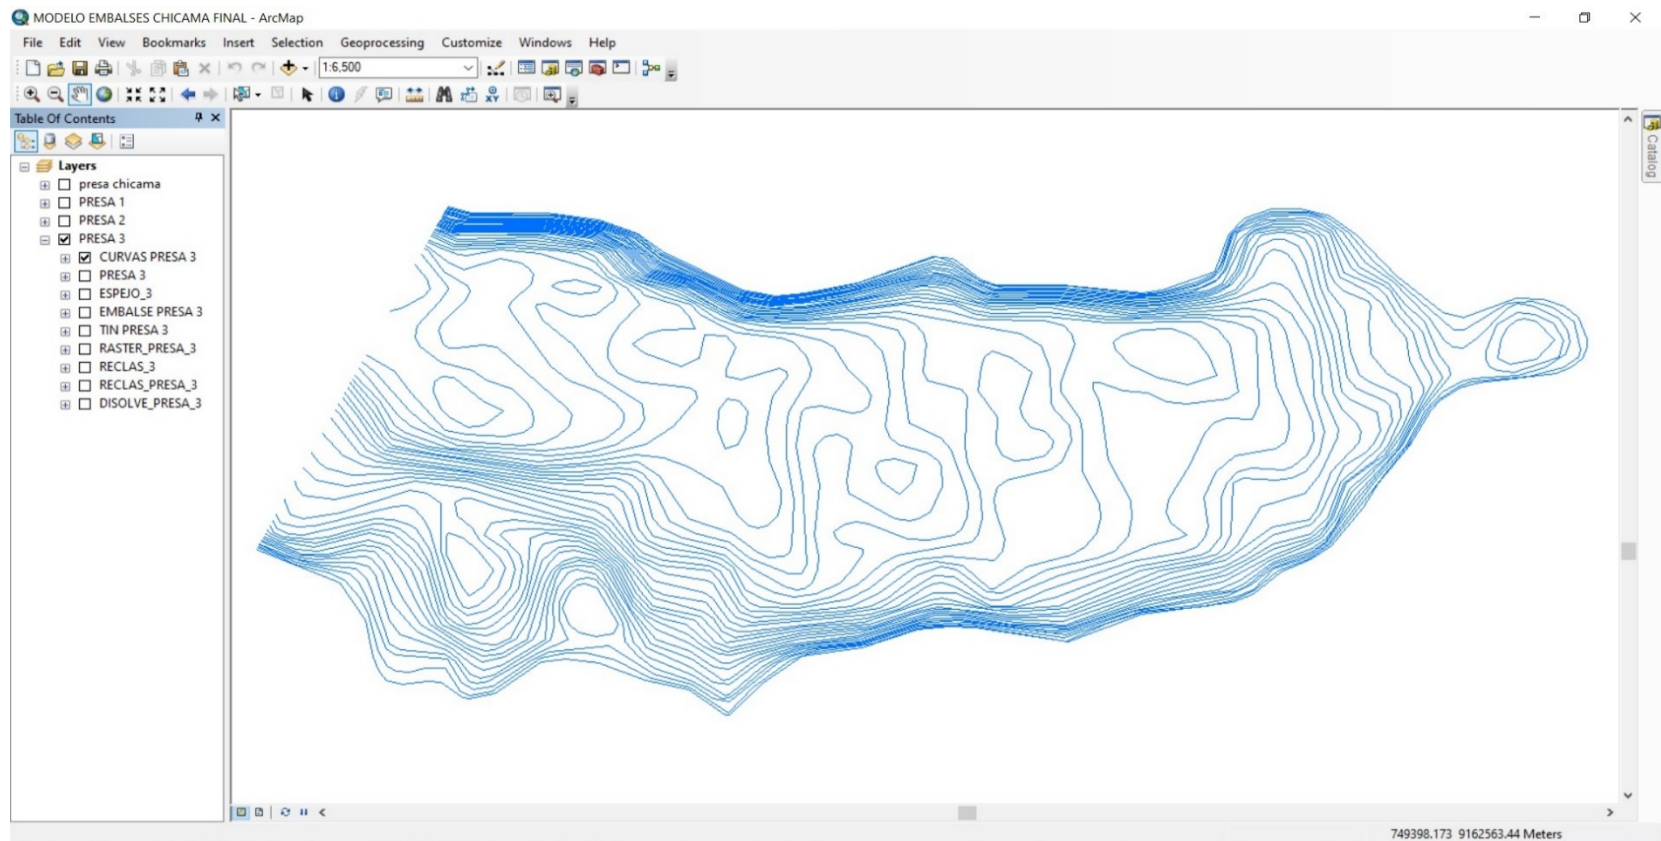 MODELO EMBALSES CHICAMA FINAL - ArcMap
File Edit View Bookmarks Insert Selection Geoprocessing Customize Windows Help
1:6,500
Table Of Contents
Layers
presa chicama
PRESA 1
PRESA 2
PRESA 3
CURVAS PRESA 3
PRESA 3
ESPEJO_3
EMBALSE PRESA 3
TIN PRESA 3
RASTER_PRESA_3
RECLAS_3
RECLAS_PRESA_3
DISOLVE_PRESA_3
Catalog
749398.173 9162563.44 Meters